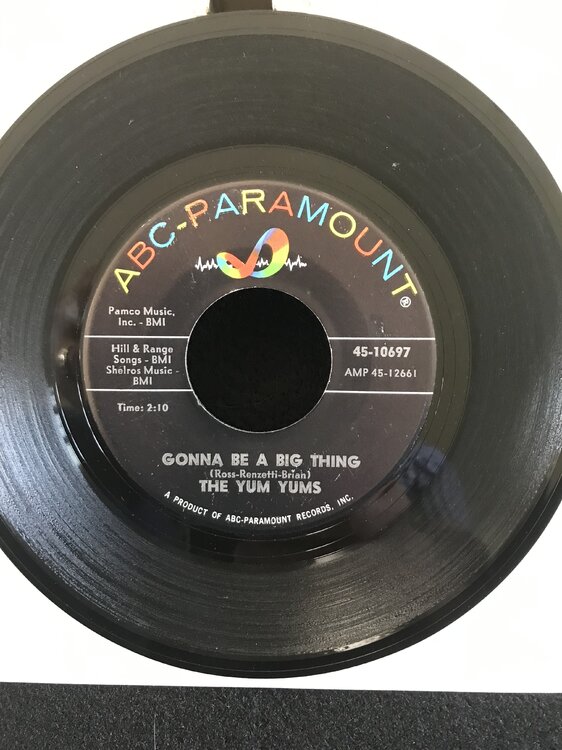 ABC-PARAMOUNT
Pamco Music,
Inc. - BMI
Hill & Range
Songs - BMI
Shelros Music -
BMI
Time: 2:10
45-10697
AMP 45-12661
GONNA BE A BIG THING
(Ross-Renzetti-Brian)
THE YUM YUMS
A PRODUCT OF ABC-PARAMOUNT RECORDS, INC.